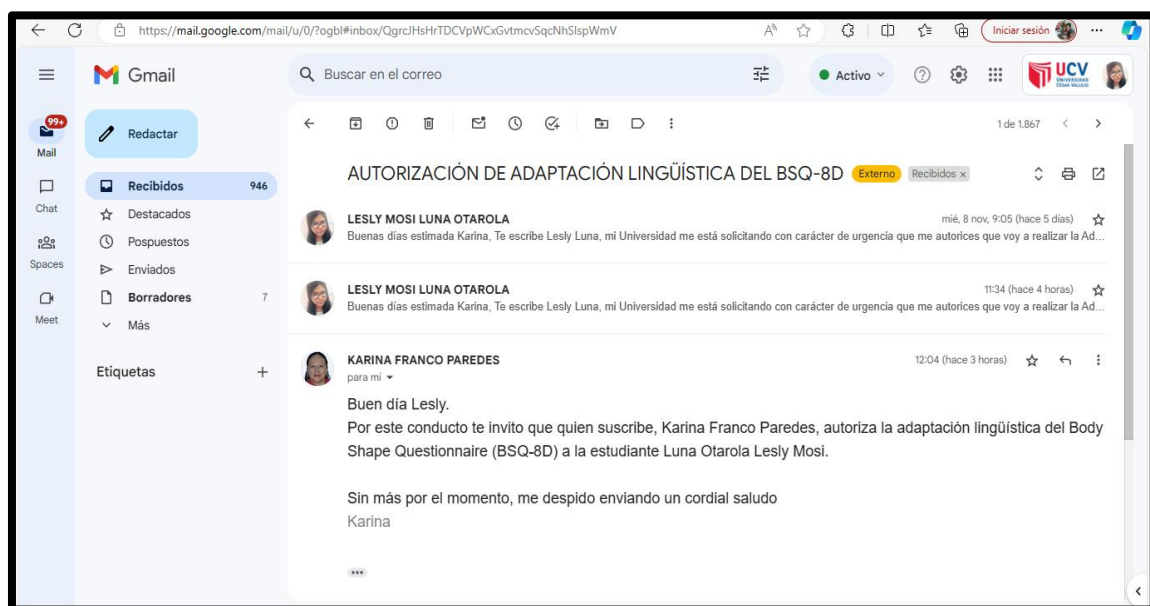 https://mail.google.com/mail/u/0/?ogbl#inbox/QgrcJHsHrTDCVpWCxGvtmcvSqcNhSlspWmV
Iniciar sesión
Gmail
Buscar en el correo
Activo
UCV
UNIVERSIDAD
CÉSAR VALLEJO
99+
Mail
Redactar
1 de 1.867
Chat
Recibidos 946
Destacados
Spaces
Pospuestos
Enviados
Meet
Borradores 7
Más
Etiquetas
AUTORIZACIÓN DE ADAPTACIÓN LINGÜÍSTICA DEL BSQ-8D Externo Recibidos x
LESLY MOSI LUNA OTAROLA mié, 8 nov, 9:05 (hace 5 días)
Buenas días estimada Karina, Te escribe Lesly Luna, mi Universidad me está solicitando con carácter de urgencia que me autorices que voy a realizar la Ad...
LESLY MOSI LUNA OTAROLA 11:34 (hace 4 horas)
Buenas días estimada Karina, Te escribe Lesly Luna, mi Universidad me está solicitando con carácter de urgencia que me autorices que voy a realizar la Ad...
KARINA FRANCO PAREDES 12:04 (hace 3 horas)
para mí
Buen día Lesly.
Por este conducto te invito que quien suscribe, Karina Franco Paredes, autoriza la adaptación lingüística del Body
Shape Questionnaire (BSQ-8D) a la estudiante Luna Otarola Lesly Mosi.
Sin más por el momento, me despido enviando un cordial saludo
Karina